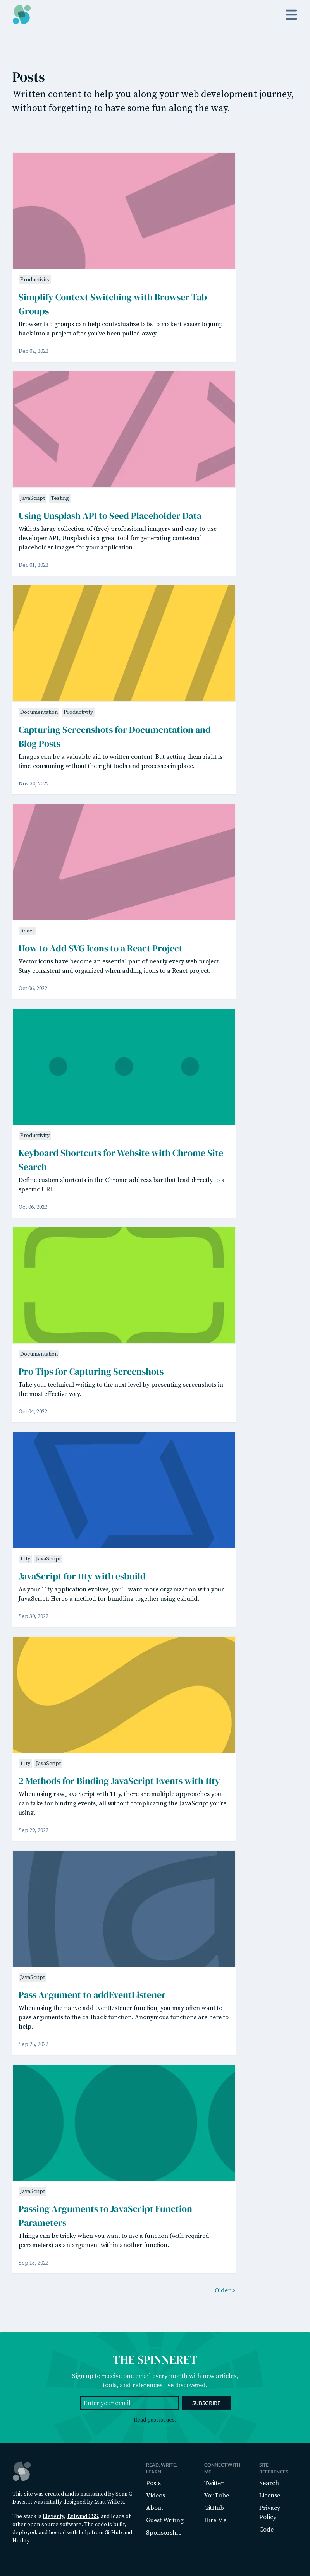 Posts
Written content to help you along your web development journey,
without forgetting to have some fun along the way.
Productivity
Simplify Context Switching with Browser Tab
Groups
Browser tab groups can help contextualize tabs to make it easier to jump
back into a project after you've been pulled away.
Dec 02, 2022
JavaScript Testing
Using Unsplash API to Seed Placeholder Data
With its large collection of (free) professional imagery and easy-to-use
developer API, Unsplash is a great tool for generating contextual
placeholder images for your application.
Dec 01, 2022
Documentation Productivity
Capturing Screenshots for Documentation and
Blog Posts
Images can be a valuable aid to written content. But getting them right is
time-consuming without the right tools and processes in place.
Nov 30, 2022
React
How to Add SVG Icons to a React Project
Vector icons have become an essential part of nearly every web project.
Stay consistent and organized when adding icons to a React project.
Oct 06, 2022
Productivity
Keyboard Shortcuts for Website with Chrome Site
Search
Define custom shortcuts in the Chrome address bar that lead directly to a
specific URL.
Oct 06, 2022
Documentation
Pro Tips for Capturing Screenshots
Take your technical writing to the next level by presenting screenshots in
the most effective way.
Oct 04, 2022
11ty JavaScript
JavaScript for 11ty with esbuild
As your 11ty application evolves, you'll want more organization with your
JavaScript. Here's a method for bundling together using esbuild.
Sep 30, 2022
11ty JavaScript
2 Methods for Binding JavaScript Events with 11ty
When using raw JavaScript with 11ty, there are multiple approaches you
can take for binding events, all without complicating the JavaScript you're
using.
Sep 29, 2022
JavaScript
Pass Argument to addEventListener
When using the native addEventListener function, you may often want to
pass arguments to the callback function. Anonymous functions are here to
help.
Sep 28, 2022
JavaScript
Passing Arguments to JavaScript Function
Parameters
Things can be tricky when you want to use a function (with required
parameters) as an argument within another function.
Sep 13, 2022
Older >
THE SPINNERET
Sign up to receive one email every month with new articles,
tools, and references I've discovered.
Enter your email
SUBSCRIBE
Read past issues.
This site was created and is maintained by Sean C
Davis. It was initially designed by Matt Willett.
The stack is Eleventy, Tailwind CSS, and loads of
other open-source software. The code is built,
deployed, and hosted with help from GitHub and
Netlify.
READ, WRITE,
LEARN
Posts
Videos
About
Guest Writing
Sponsorship
CONNECT WITH
ME
Twitter
YouTube
GitHub
Hire Me
SITE
REFERENCES
Search
License
Privacy
Policy
Code